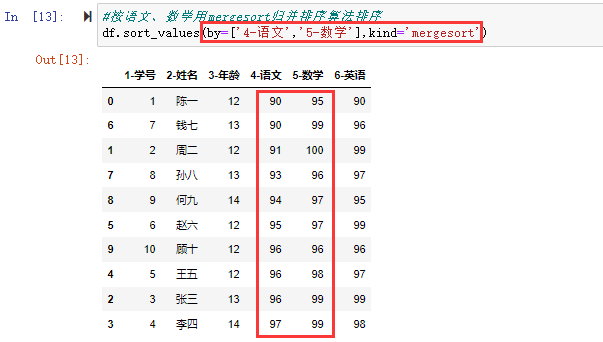 In [13]: #按语文、数学用mergesort归并排序算法排序
df.sort_values(by=['4-语文','5-数学'],kind='mergesort')
Out[13]:
1-学号 2-姓名 3-年龄 4-语文 5-数学 6-英语
0 1 陈一 12 90 95 90
6 7 钱七 13 90 99 96
1 2 周二 12 91 100 99
7 8 孙八 13 93 96 97
8 9 何九 14 94 97 95
5 6 赵六 12 95 97 99
9 10 顾十 12 96 96 96
4 5 王五 12 96 98 97
2 3 张三 13 96 99 99
3 4 李四 14 97 99 98